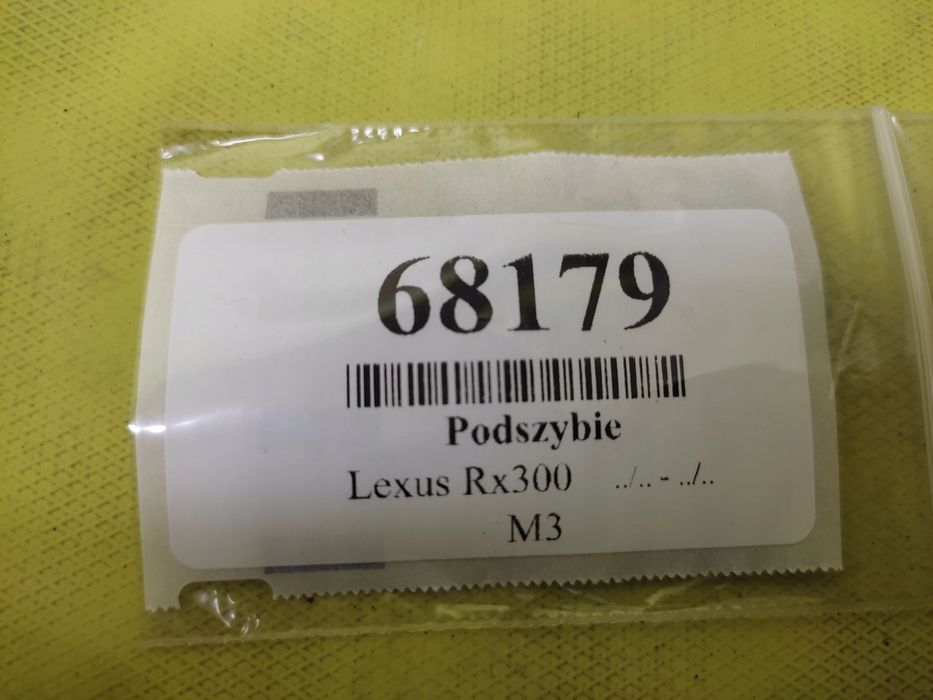 68179
Podszybie
Lexus Rx300 ../.. - ../..
M3